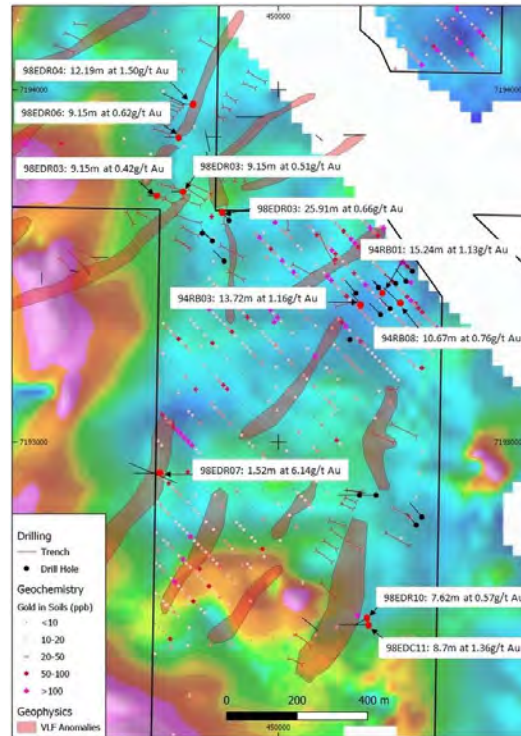 450000
98EDR04: 12.19m at 1.50g/t Au
7194000
7194000
98EDR06: 9.15m at 0.62g/t Au
98EDR03: 9.15m at 0.42g/t Au
98EDR03: 9.15m at 0.51g/t Au
98EDR03: 25.91m at 0.66g/t Au
94RB01: 15.24m at 1.13g/t Au
94RB03: 13.72m at 1.16g/t Au
94RB08: 10.67m at 0.76g/t Au
7193000
7193000
98EDR07: 1.52m at 6.14g/t Au
Drilling
Trench
Drill Hole
Geochemistry
Gold in Soils (ppb)
<10
10-20
20-50
50-100
>100
Geophysics
VLF Anomalies
98EDR10: 7.62m at 0.57g/t Au
98EDC11: 8.7m at 1.36g/t Au
0 200 400 m
450000